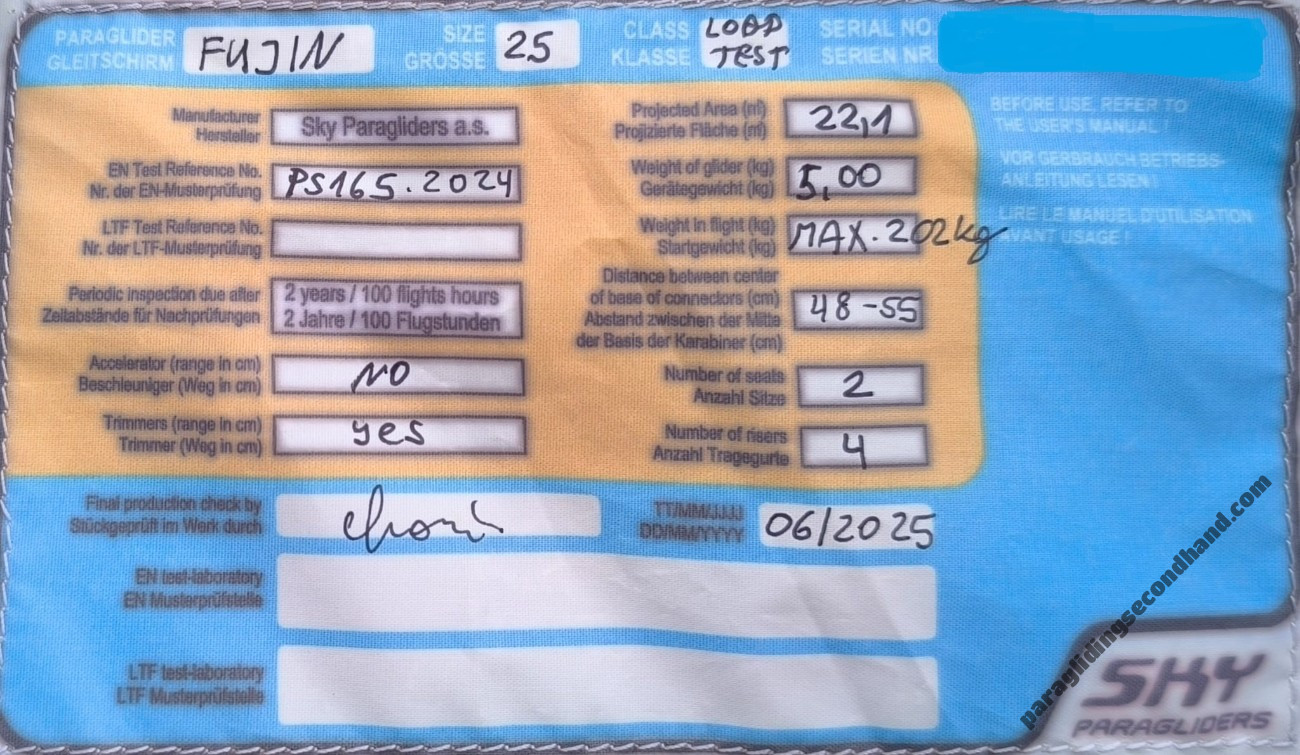 PARAGLIDER
GLEITSCHIRM
FUJIN
SIZE
GRÖSSE
25
CLASS
KLASSE
LOAD
TEST
SERIAL NO.
SERIEN NR.
Manufacturer
Hersteller
Sky Paragliders a.s.
EN Test Reference No.
Nr. der EN-Musterprüfung
PS165.2024
LTF Test Reference No.
Nr. der LTF-Musterprüfung
Periodic inspection due after
Zeitabstände für Nachprüfungen
2 years / 100 flights hours
2 Jahre / 100 Flugstunden
Accelerator (range in cm)
Beschleuniger (Weg in cm)
NO
Trimmers (range in cm)
Trimmer (Weg in cm)
yes
Projected Area (m²)
Projizierte Fläche (m²)
22,1
Weight of glider (kg)
Gerätegewicht (kg)
5,00
Weight in flight (kg)
Startgewicht (kg)
MAX. 202kg
Distance between center
of base of connectors (cm)
Abstand zwischen der Mitte
der Basis der Karabiner (cm)
48-55
Number of seats
Anzahl Sitze
2
Number of risers
Anzahl Tragegurte
4
BEFORE USE, REFER TO
THE USER'S MANUAL !
VOR GERBRAUCH BETRIEBS-
ANLEITUNG LESEN !
LIRE LE MANUEL D'UTILISATION
AVANT USAGE !
Final production check by
Stückgeprüft im Werk durch
TT/MM/JJJJ
DD/MM/YYYY
06/2025
EN test-laboratory
EN Musterprüfstelle
LTF test-laboratory
LTF Musterprüfstelle
SKY
PARAGLIDERS
paraglidingsecondhand.com